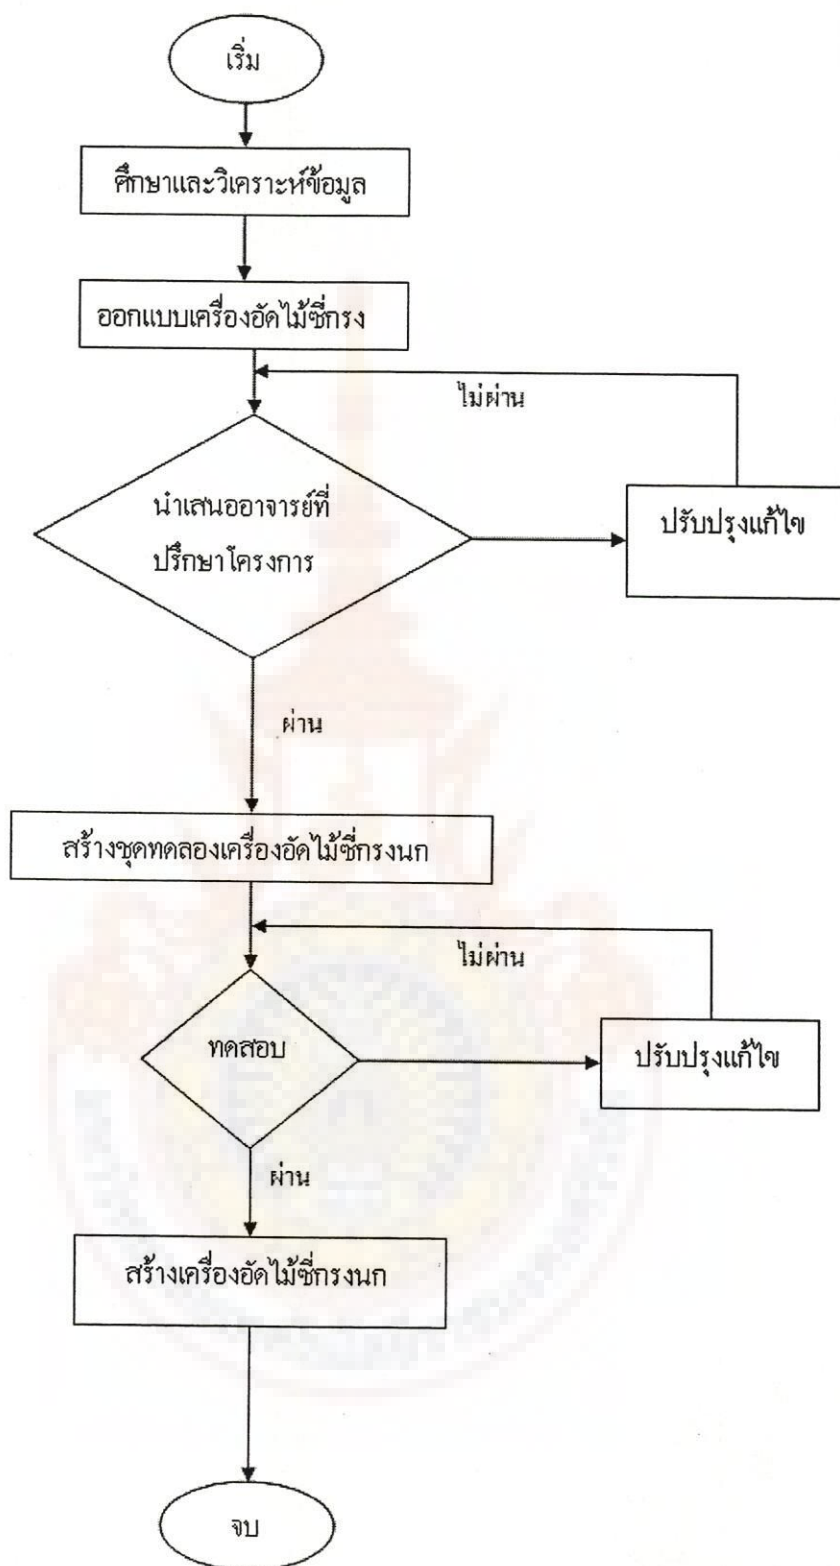 เริ่ม
ศึกษาและวิเคราะห์ข้อมูล
ออกแบบเครื่องอัดไม้ซี่กรง
ไม่ผ่าน
นำเสนออาจารย์ที่
ปรึกษาโครงการ
ปรับปรุงแก้ไข
ผ่าน
สร้างชุดทดลองเครื่องอัดไม้ซี่กรงนก
ไม่ผ่าน
ทดสอบ
ปรับปรุงแก้ไข
ผ่าน
สร้างเครื่องอัดไม้ซี่กรงนก
จบ